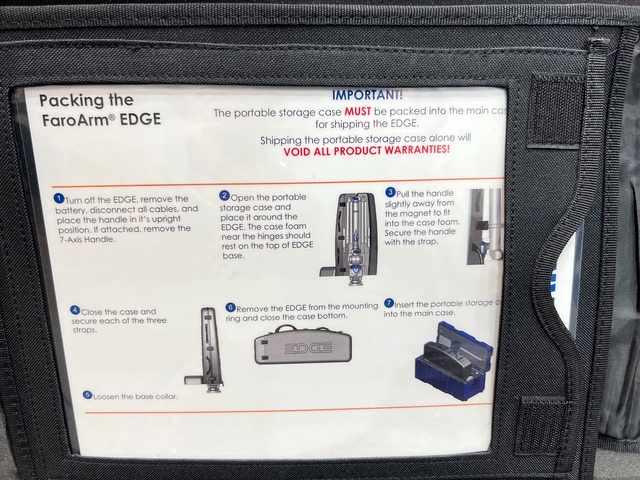 Packing the
FaroArm® EDGE
IMPORTANT!
The portable storage case MUST be packed into the main cas
for shipping the EDGE.
Shipping the portable storage case alone will
VOID ALL PRODUCT WARRANTIES!
1 Turn off the EDGE, remove the
battery, disconnect all cables, and
place the handle in it's upright
position. If attached, remove the
7-Axis Handle.
2 Open the portable
storage case and
place it around the
EDGE. The case foam
near the hinges should
rest on the top of EDGE
base.
3 Pull the handle
slightly away from
the magnet to fit
into the case foam.
Secure the handle
with the strap.
4 Close the case and
secure each of the three
straps.
5 Loosen the base collar.
6 Remove the EDGE from the mounting
ring and close the case bottom.
EDGE
7 Insert the portable storage c
into the main case.